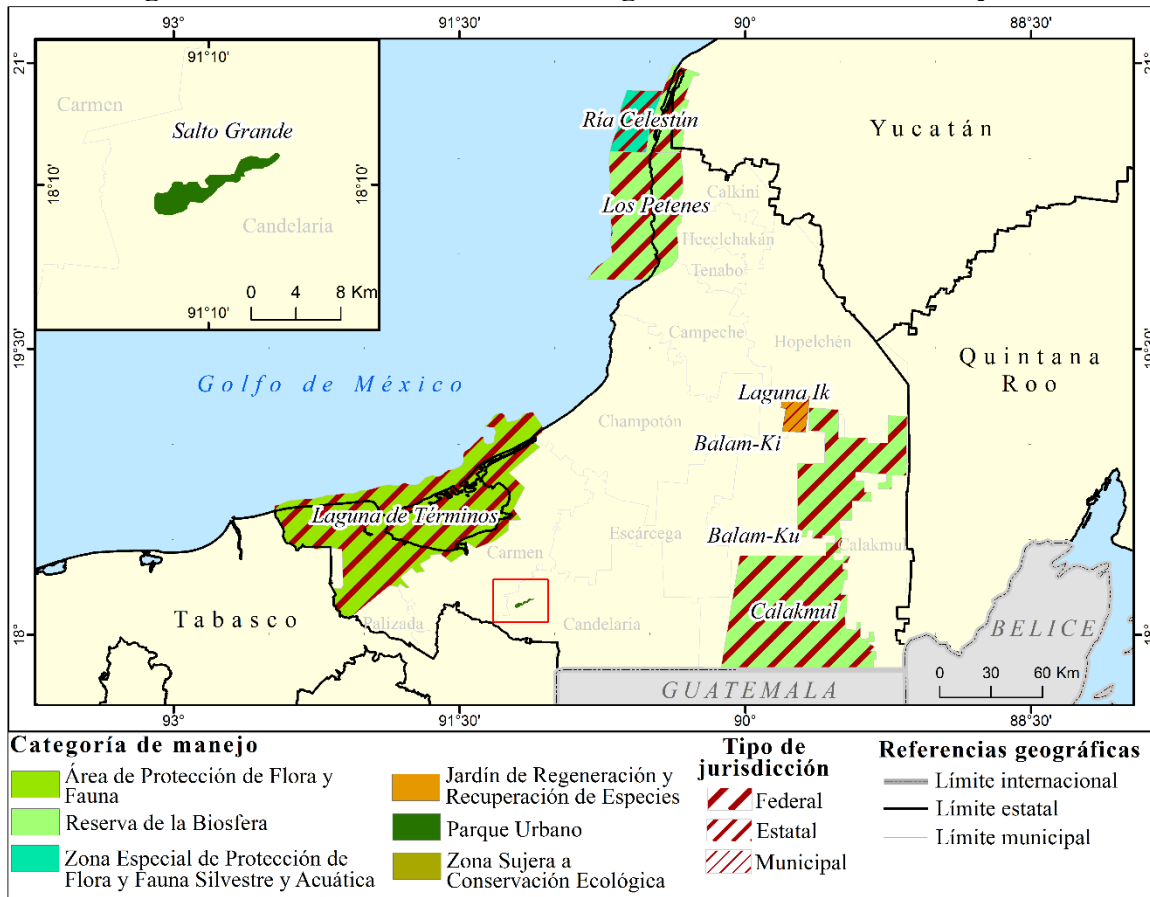 93°
91°30'
90°
88°30'
21°
21°
91°10'
Carmen
Salto Grande
18°10'
18°10'
Candelaria
0 4 8 Km
91°10'
Ría Celestún
Yucatán
Calkini
Los Petenes
Heelchakán
Tenabo
Campeche
Hopelchén
19°30'
19°30'
Golfo de México
Quintana
Roo
Laguna Ik
Champotón
Balam-Ki
Laguna de Términos
Escárcega
Balam-Ku
Carmen
Calakmul
Tabasco
Palizada
Candelaria
Calakmul
BELICE
18°
18°
GUATEMALA
0 30 60 Km
93°
91°30'
90°
88°30'
Categoría de manejo
Área de Protección de Flora y
Fauna
Reserva de la Biosfera
Zona Especial de Protección de
Flora y Fauna Silvestre y Acuática
Jardín de Regeneración y
Recuperación de Especies
Parque Urbano
Zona Sujera a
Conservación Ecológica
Tipo de
jurisdicción
Federal
Estatal
Municipal
Referencias geográficas
Límite internacional
Límite estatal
Límite municipal